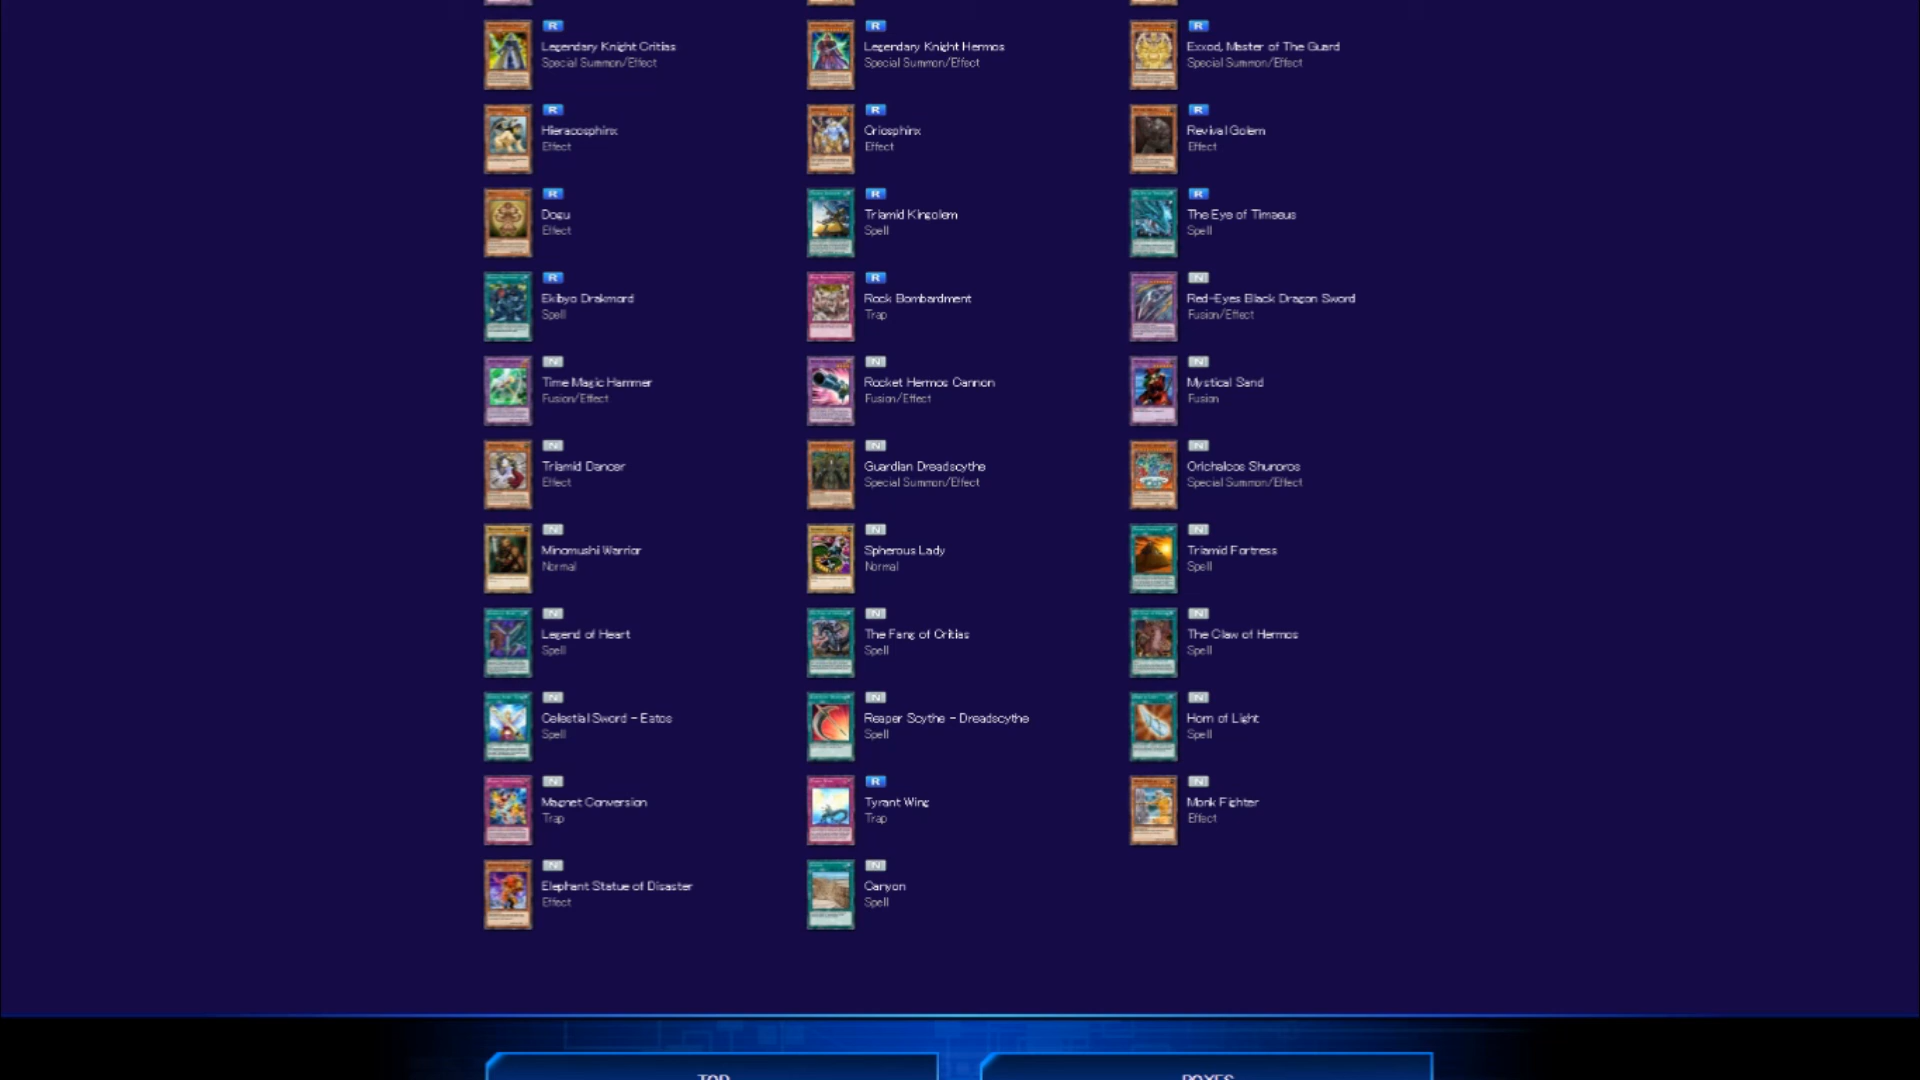 R R R
Legendary Knight Critias Legendary Knight Hermos Exxod, Master of The Guard
Special Summon/Effect Special Summon/Effect Special Summon/Effect
R R R
Hieracosphinx Criosphinx Revival Golem
Effect Effect Effect
R R R
Dogu Triamid Kingolem The Eye of Timaeus
Effect Spell Spell
R R N
Ekibyo Drakmord Rock Bombardment Red-Eyes Black Dragon Sword
Spell Trap Fusion/Effect
N N N
Time Magic Hammer Rocket Hermos Cannon Mystical Sand
Fusion/Effect Fusion/Effect Fusion
N N N
Triamid Dancer Guardian Dreadscythe Orichalcos Shunoros
Effect Special Summon/Effect Special Summon/Effect
N N N
Minomushi Warrior Spherous Lady Triamid Fortress
Normal Normal Spell
N N N
Legend of Heart The Fang of Critias The Claw of Hermos
Spell Spell Spell
N N N
Celestial Sword - Eatos Reaper Scythe - Dreadscythe Horn of Light
Spell Spell Spell
N R N
Magnet Conversion Tyrant Wing Monk Fighter
Trap Trap Effect
N N
Elephant Statue of Disaster Canyon
Effect Spell
TOP BOXES